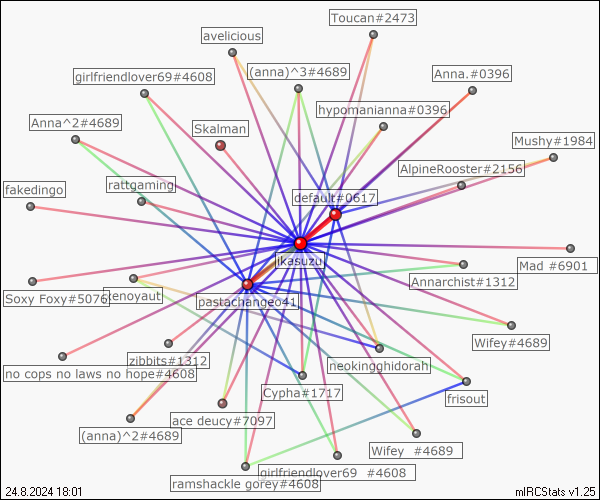 Toucan#2473
avelicious
(anna)^3#4689
girlfriendlover69#4608
Anna.#0396
hypomanianna#0396
Anna^2#4689
Skalman
Mushy#1984
AlpineRooster#2156
fakedingo
rattgaming
default#0617
ikasuzu
Mad #6901
Annarchist#1312
Soxy Foxy#5076
tenoyaut
pastachange041
Wifey#4689
zibbits#1312
neokingghidorah
no cops no laws no hope#4608
Cypha#1717
frisout
ace deucy#7097
(anna)^2#4689
Wifey #4689
girlfriendlover69 #4608
ramshackle gorey#4608
24.8.2024 18:01
mIRCStats v1.25